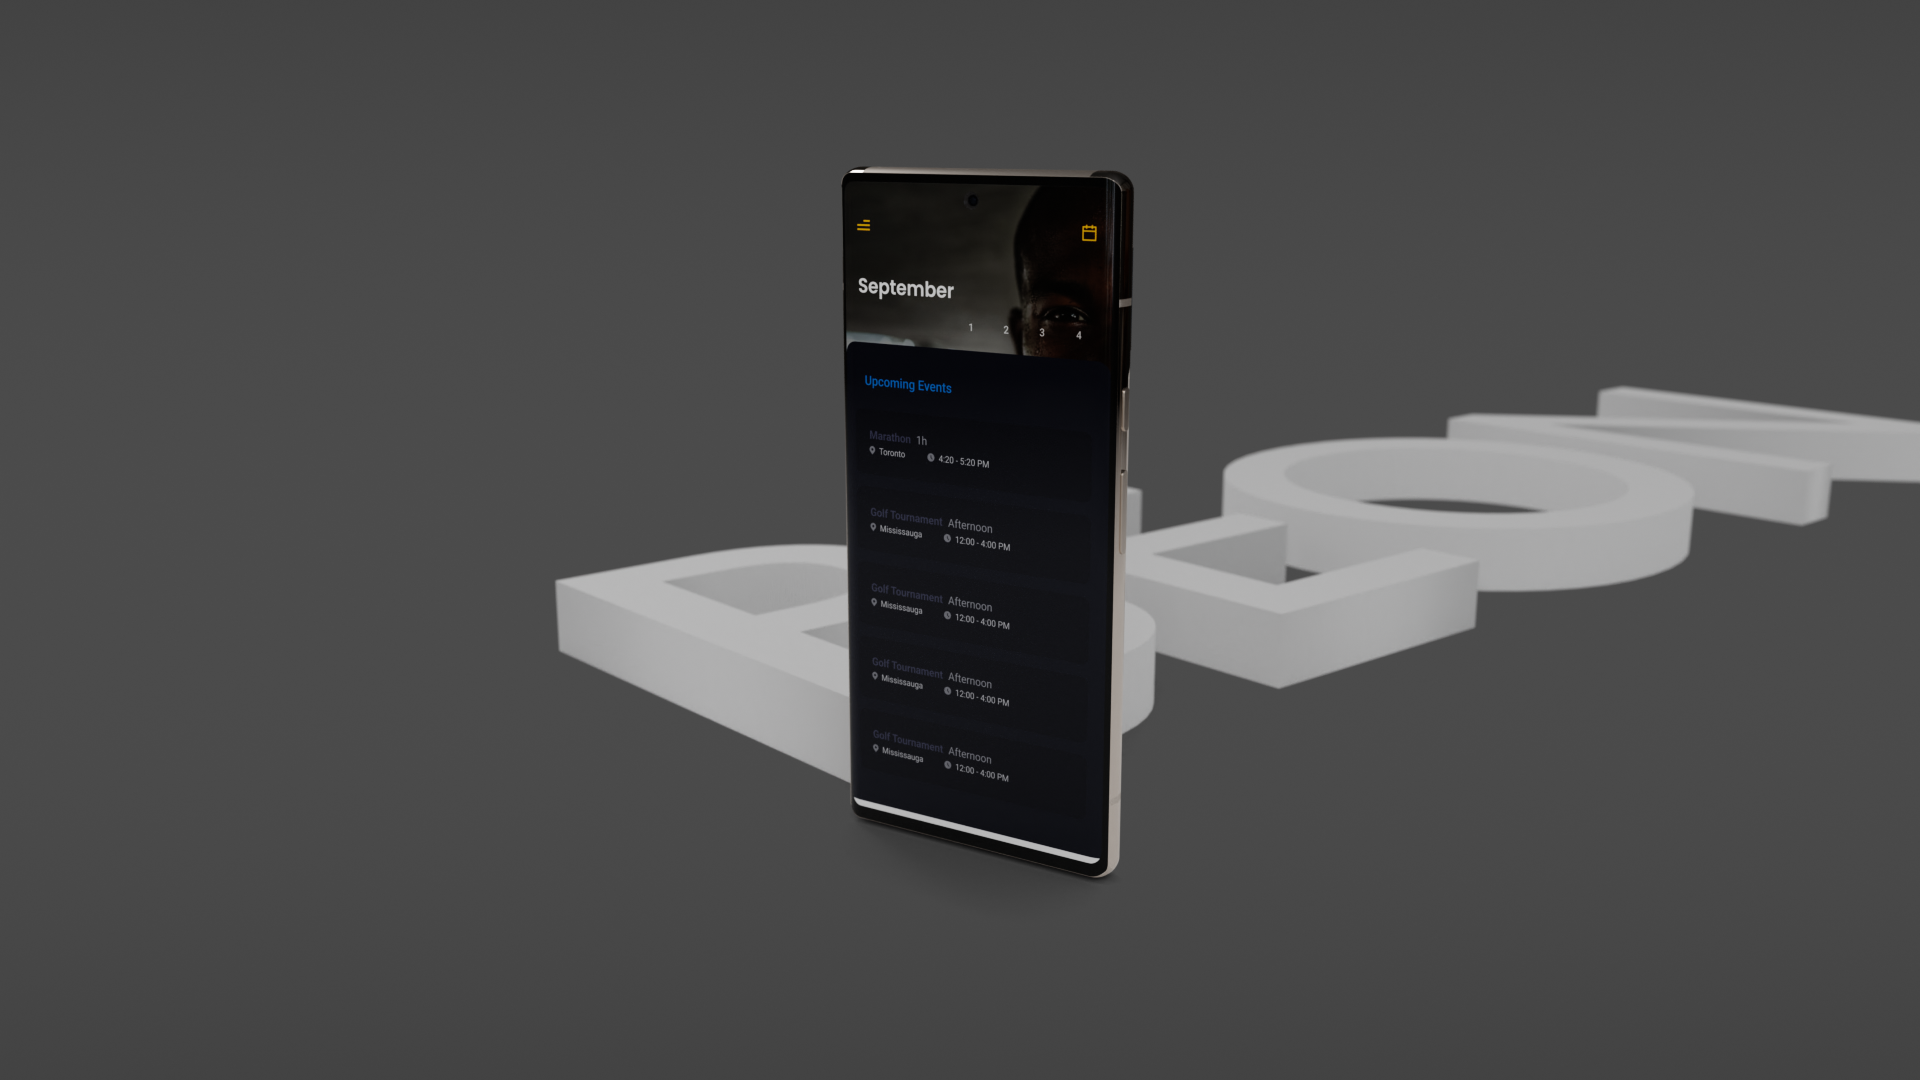 September
1 2 3 4
Upcoming Events
Marathon 1h
Toronto 4:20 - 5:20 PM
Golf Tournament Afternoon
Mississauga 12:00 - 4:00 PM
Golf Tournament Afternoon
Mississauga 12:00 - 4:00 PM
Golf Tournament Afternoon
Mississauga 12:00 - 4:00 PM
Golf Tournament Afternoon
Mississauga 12:00 - 4:00 PM